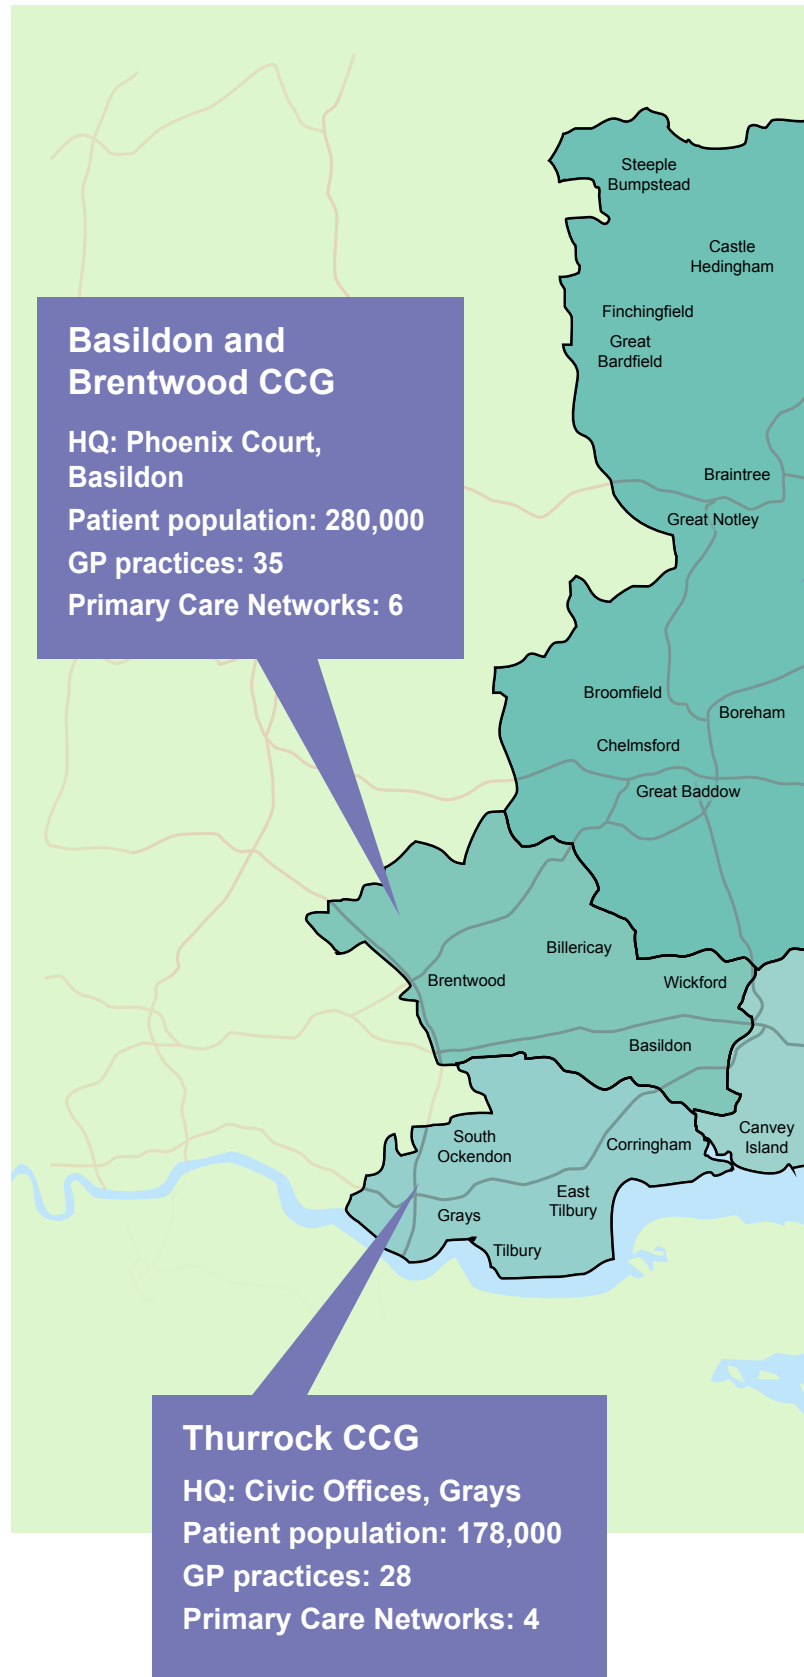 Steeple
Bumpstead
Castle
Hedingham
Finchingfield
Great
Bardfield
Basildon and
Brentwood CCG
HQ: Phoenix Court,
Basildon
Patient population: 280,000
GP practices: 35
Primary Care Networks: 6
Braintree
Great Notley
Broomfield
Boreham
Chelmsford
Great Baddow
Billericay
Brentwood
Wickford
Basildon
South
Ockendon
Corringham
Canvey
Island
East
Tilbury
Grays
Tilbury
Thurrock CCG
HQ: Civic Offices, Grays
Patient population: 178,000
GP practices: 28
Primary Care Networks: 4